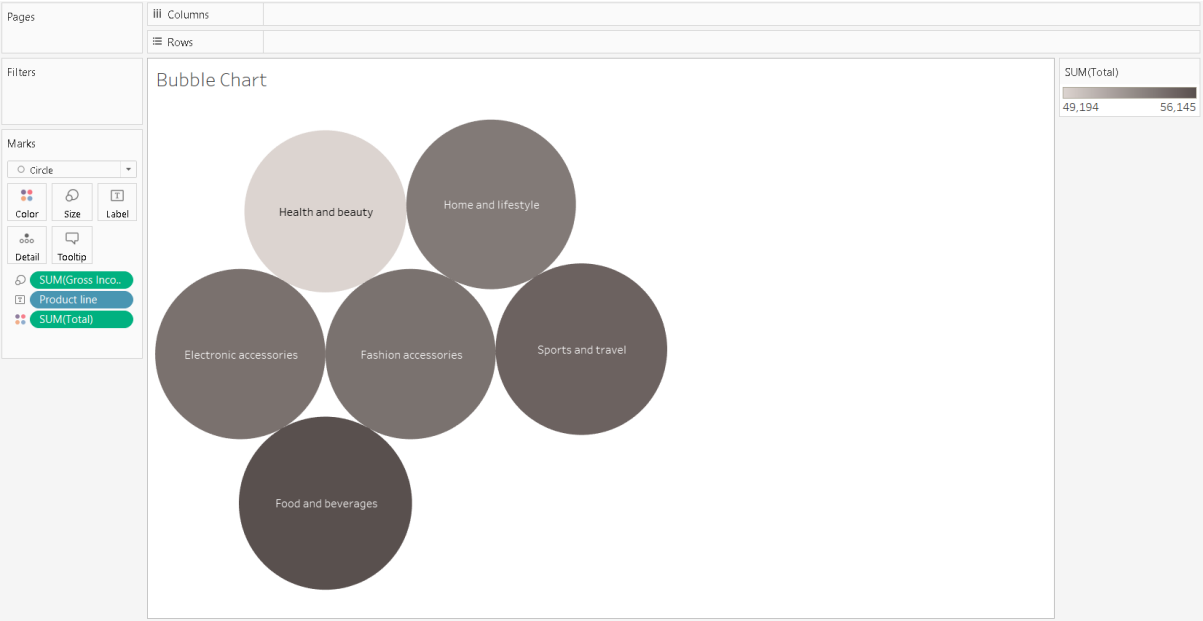 Pages
Columns
Rows
Filters
Bubble Chart
SUM(Total)
49,194 56,145
Marks
Circle
Color Size Label
T
Detail Tooltip
SUM(Gross Inco..
T Product line
SUM(Total)
Health and beauty
Home and lifestyle
Electronic accessories
Fashion accessories
Sports and travel
Food and beverages